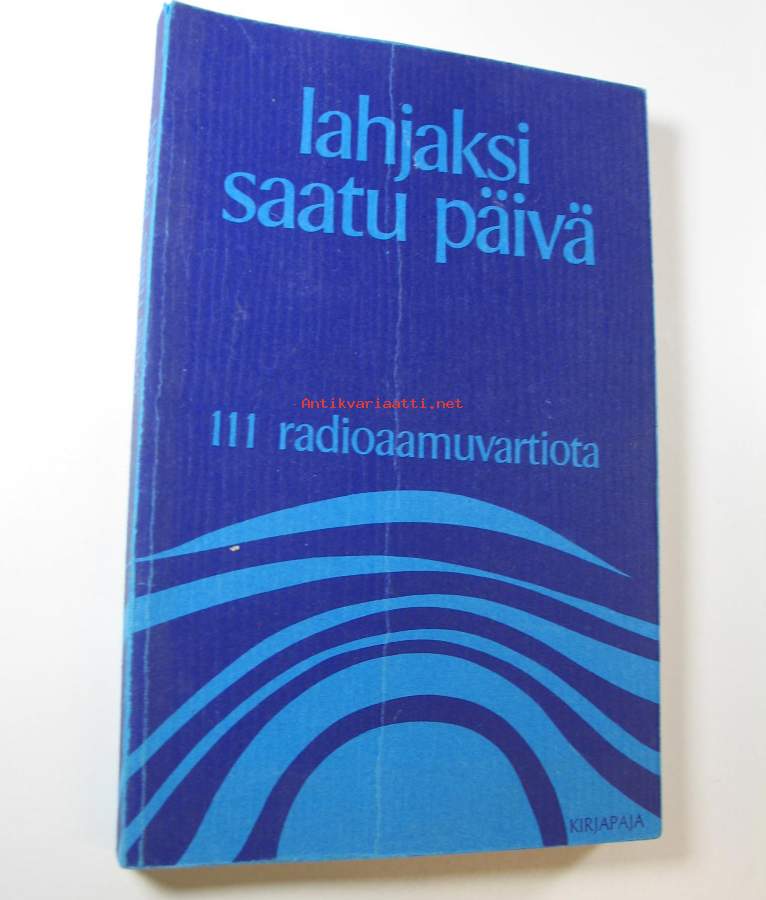 lahjaksi
saatu päivä
Antikvariaatti.net
111 radioaamuvartiota
KIRJAPAJA